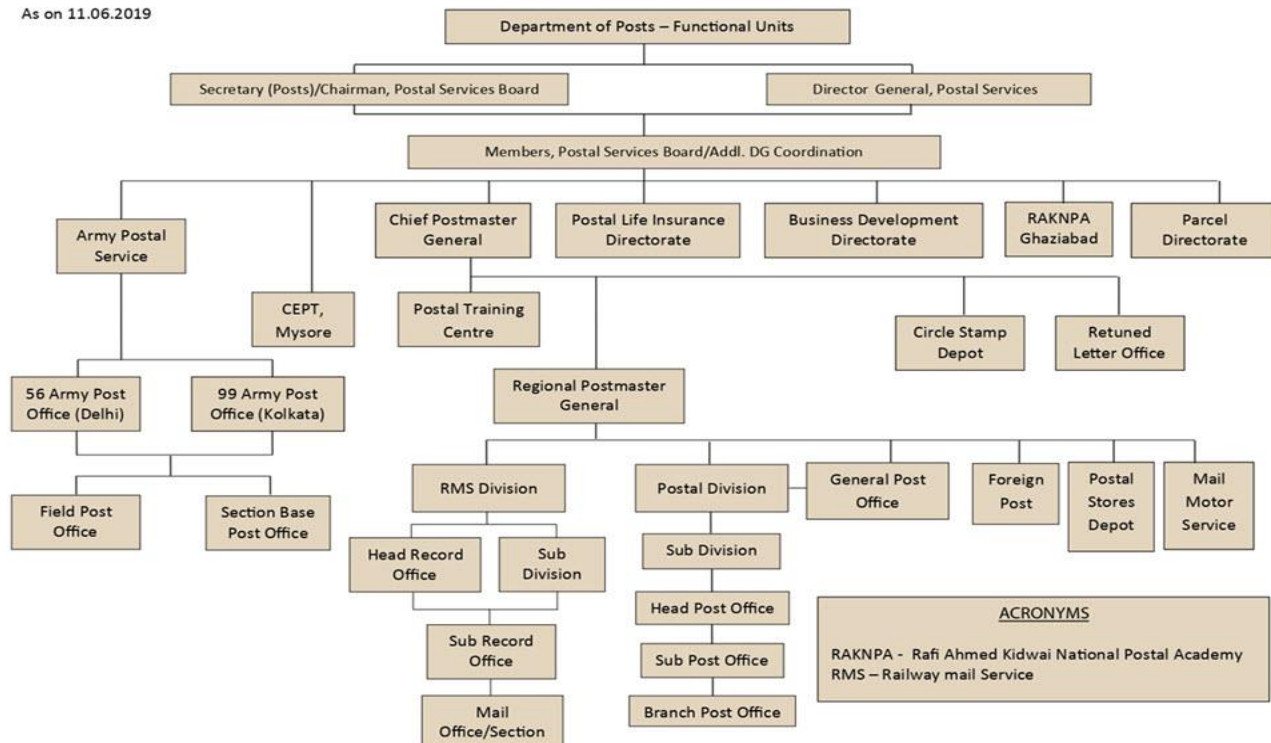 As on 11.06.2019
Department of Posts – Functional Units
Secretary (Posts)/Chairman, Postal Services Board
Director General, Postal Services
Members, Postal Services Board/Addl. DG Coordination
Army Postal
Service
CEPT,
Mysore
Chief Postmaster
General
Postal Life Insurance
Directorate
Business Development
Directorate
RAKNPA
Ghaziabad
Parcel
Directorate
Postal Training
Centre
Circle Stamp
Depot
Retuned
Letter Office
56 Army Post
Office (Delhi)
99 Army Post
Office (Kolkata)
Regional Postmaster
General
Field Post
Office
Section Base
Post Office
RMS Division
Postal Division
General Post
Office
Foreign
Post
Postal
Stores
Depot
Mail
Motor
Service
Head Record
Office
Sub
Division
Sub Division
Head Post Office
Sub Record
Office
Sub Post Office
Mail
Office/Section
Branch Post Office
ACRONYMS
RAKNPA - Rafi Ahmed Kidwai National Postal Academy
RMS – Railway mail Service